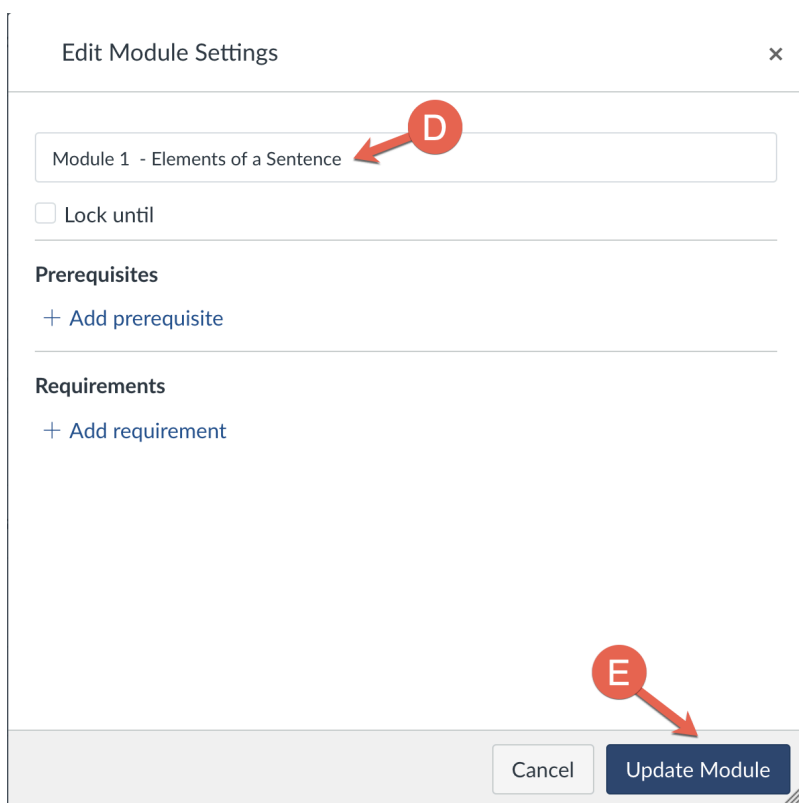 Edit Module Settings ×
D
Module 1 - Elements of a Sentence
Lock until
Prerequisites
+ Add prerequisite
Requirements
+ Add requirement
E
Cancel Update Module